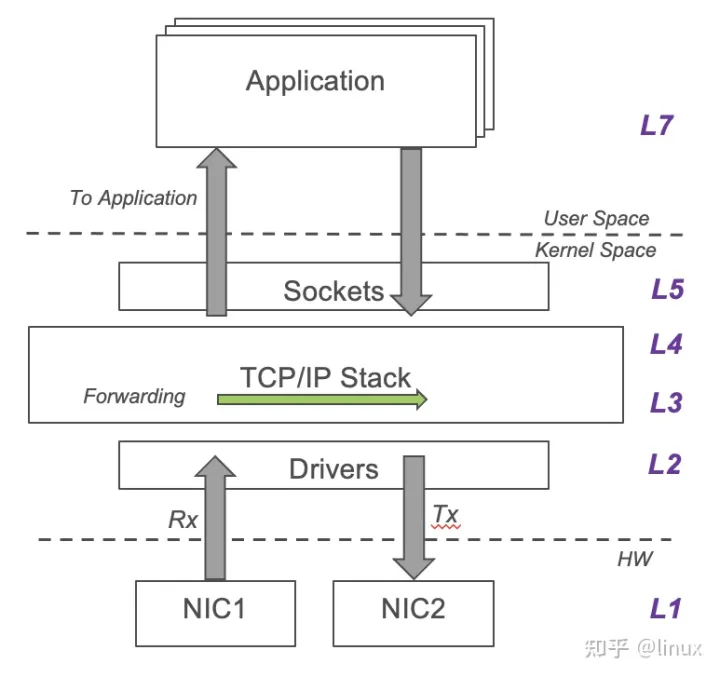 Application
L7
To Application
User Space
Kernel Space
Sockets
L5
L4
TCP/IP Stack
Forwarding
L3
Drivers
L2
Rx
Tx
HW
NIC1
NIC2
L1
知乎 @linux